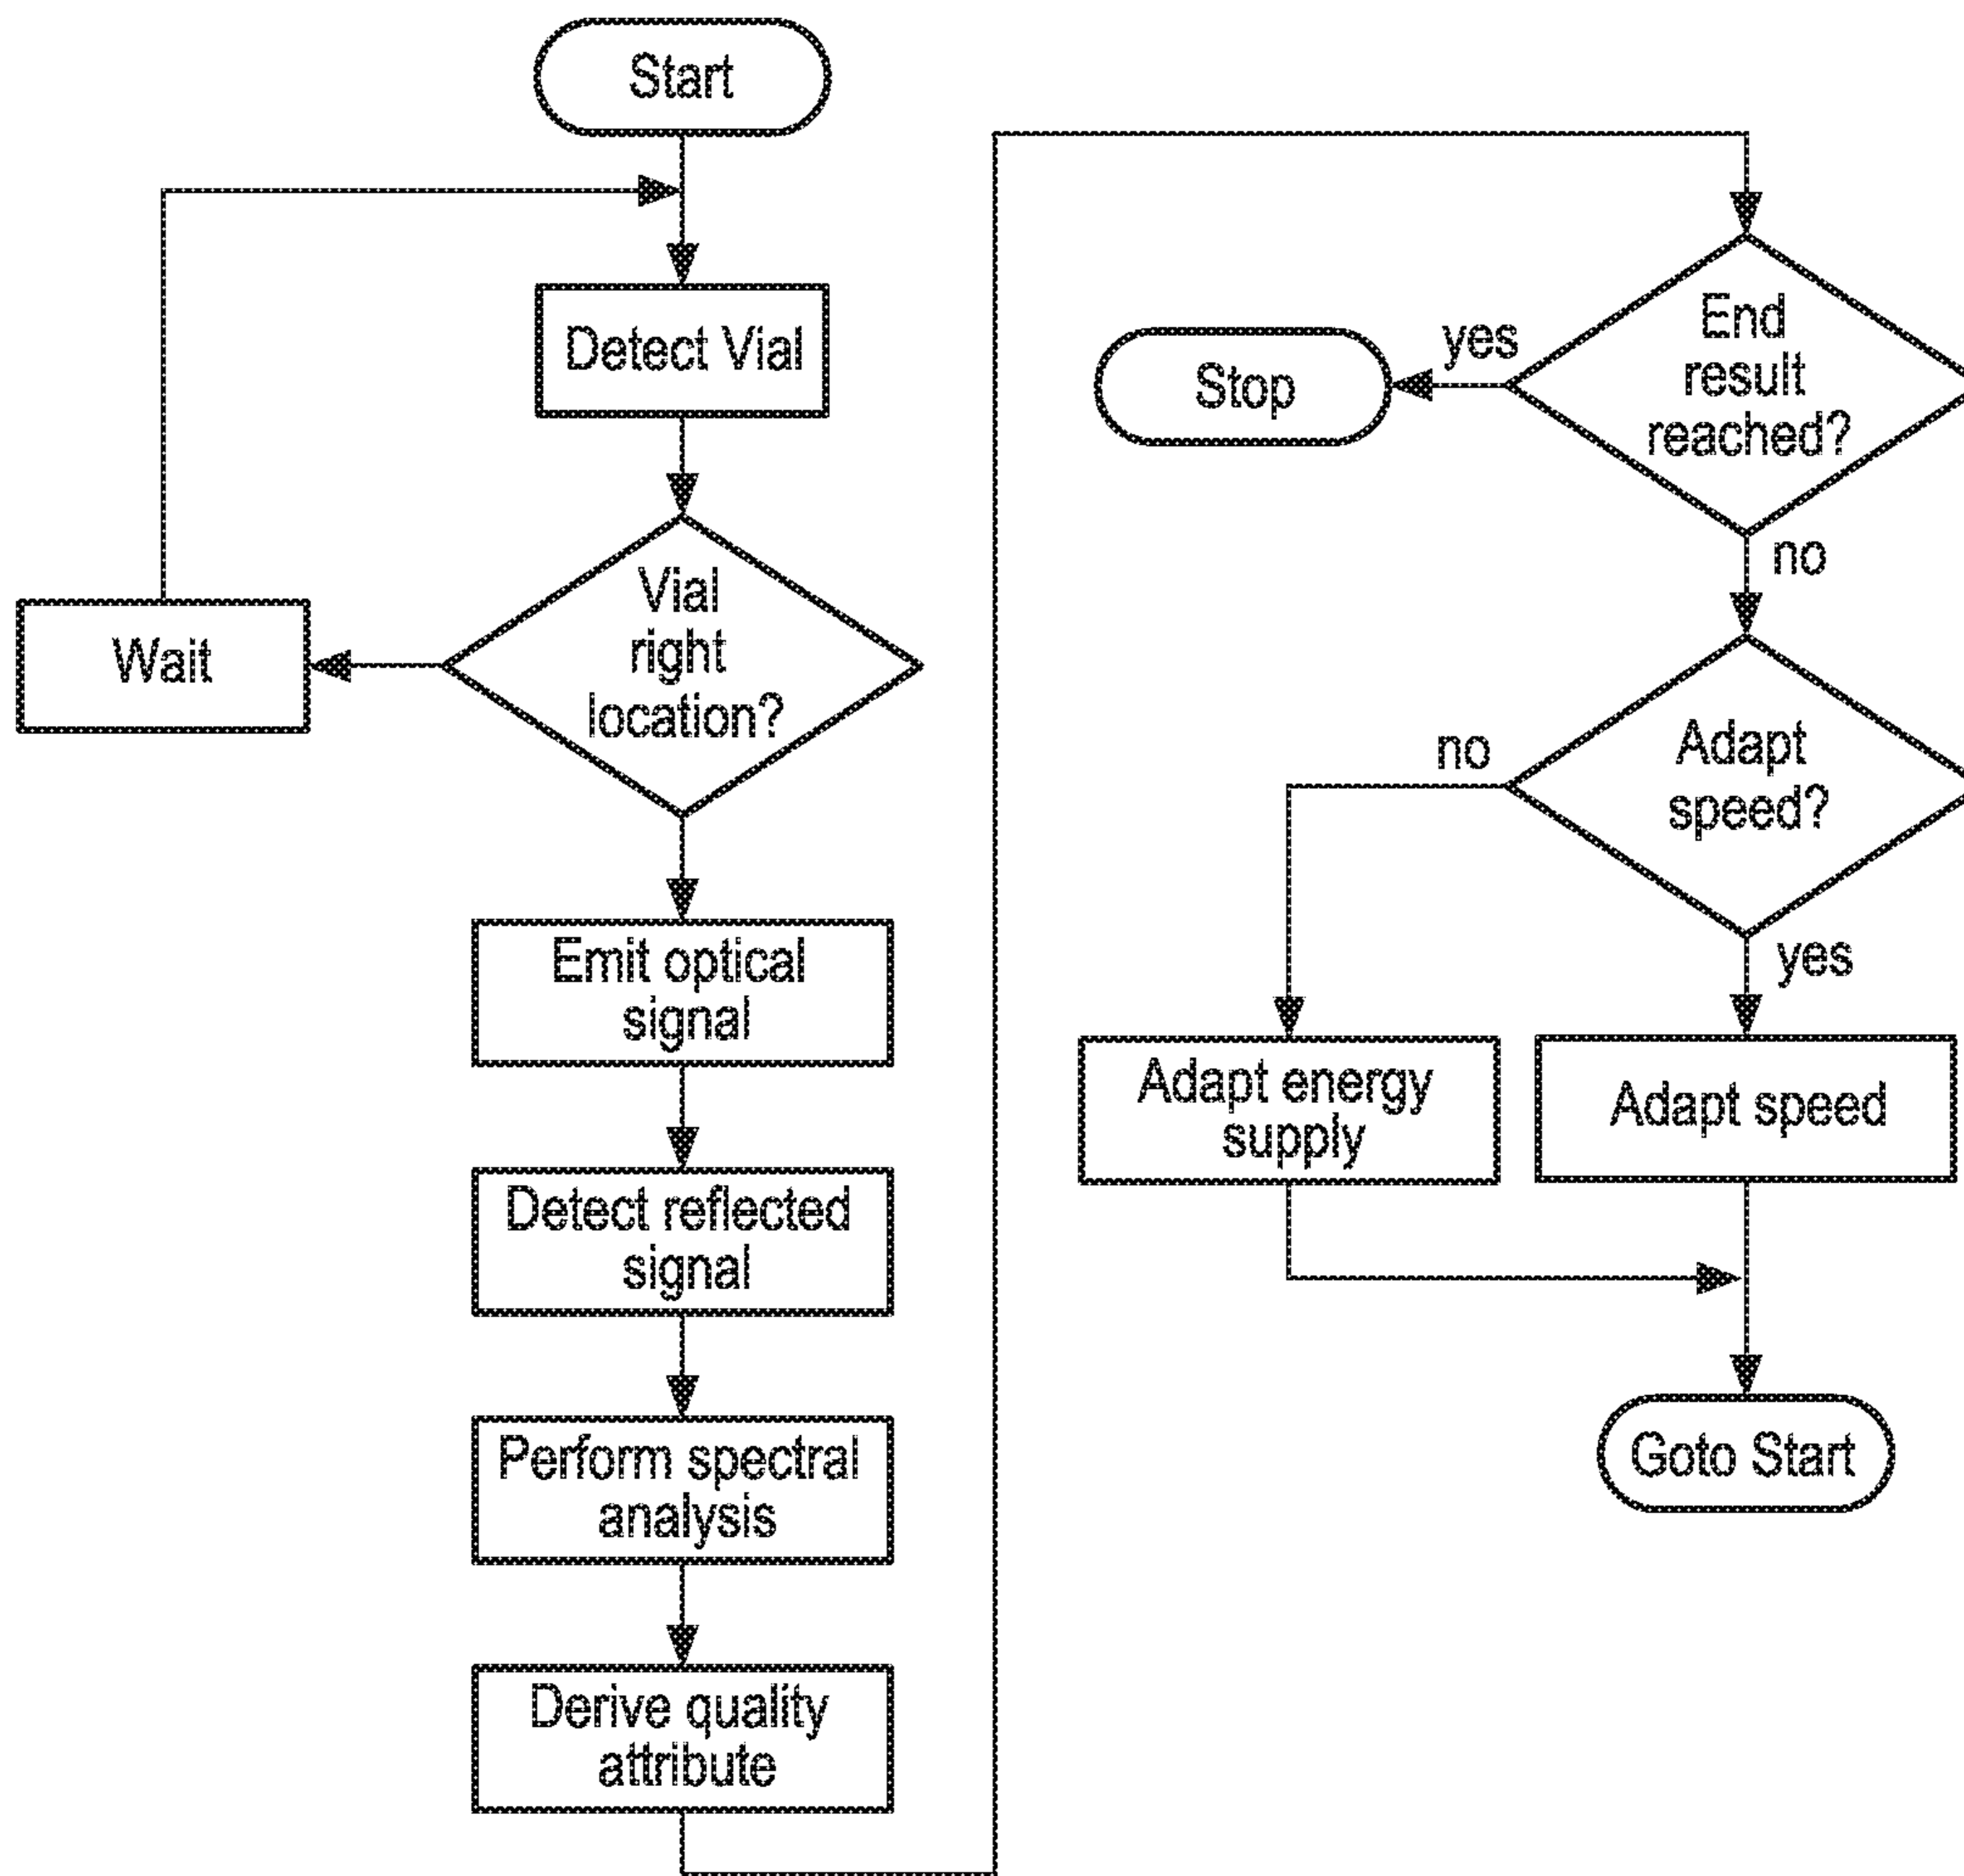 Start
Detect Vial
Vial
right
location?
Wait
Emit optical
signal
Detect reflected
signal
Perform spectral
analysis
Derive quality
attribute
End
result
reached?
yes
Stop
no
Adapt
speed?
no
yes
Adapt energy
supply
Adapt speed
Goto Start